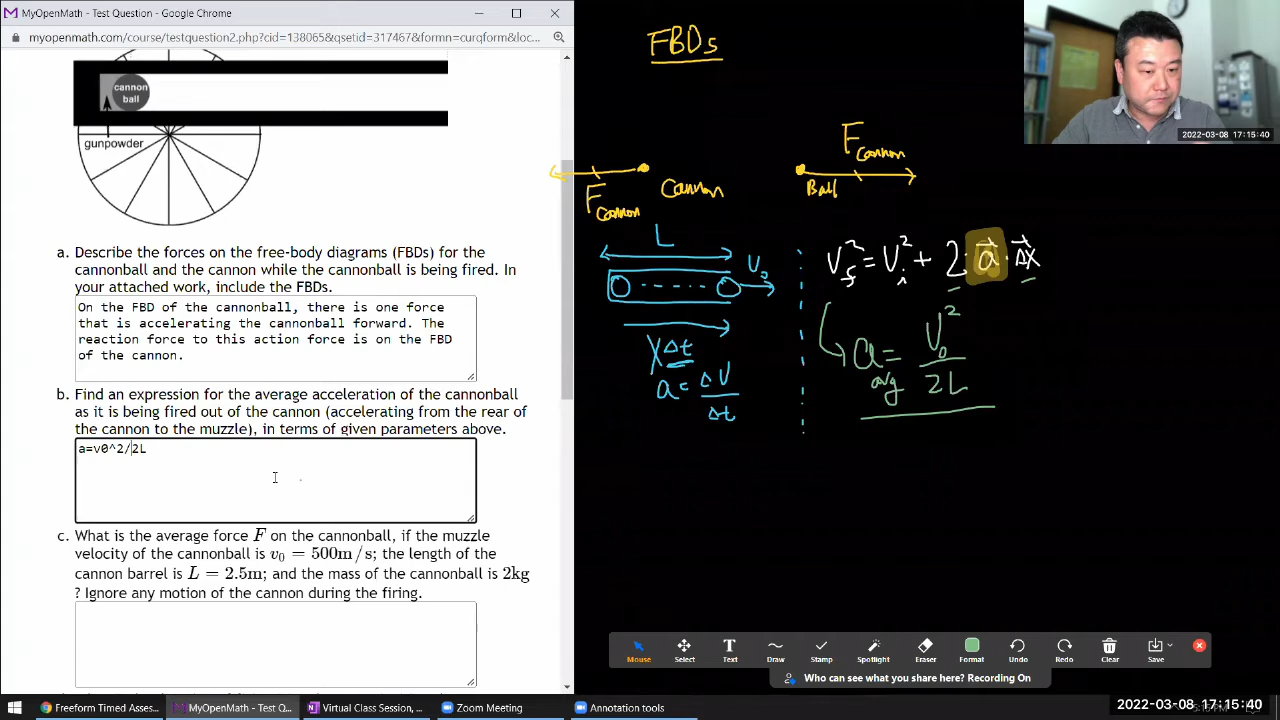 MyOpenMath - Test Question - Google Chrome
myopenmath.com/course/testquestion2.php?cid=138065&qsetid=317467&formn=curqform&loc...
cannon
ball
gunpowder
a. Describe the forces on the free-body diagrams (FBDs) for the
cannonball and the cannon while the cannonball is being fired. In
your attached work, include the FBDs.
On the FBD of the cannonball, there is one force
that is accelerating the cannonball forward. The
reaction force to this action force is on the FBD
of the cannon.
b. Find an expression for the average acceleration of the cannonball
as it is being fired out of the cannon (accelerating from the rear of
the cannon to the muzzle), in terms of given parameters above.
a=v0^2/2L
c. What is the average force F on the cannonball, if the muzzle
velocity of the cannonball is v₀ = 500m/s; the length of the
cannon barrel is L = 2.5m; and the mass of the cannonball is 2kg
? Ignore any motion of the cannon during the firing.
FBDs
F cannon
Cannon
F cannon
Ball
L
V₀
X Δt
a = ΔV/Δt
V_f² = V_i² + 2 · a⃗ · Δx⃗
a avg = V₀²/2L
2022-03-08 17:15:40
Mouse Select Text Draw Stamp Spotlight Eraser Format Undo Redo Clear Save
Who can see what you share here? Recording On
Freeform Timed Asses...
MyOpenMath - Test Q...
Virtual Class Session, ...
Zoom Meeting
Annotation tools
2022-03-08 17:15:40